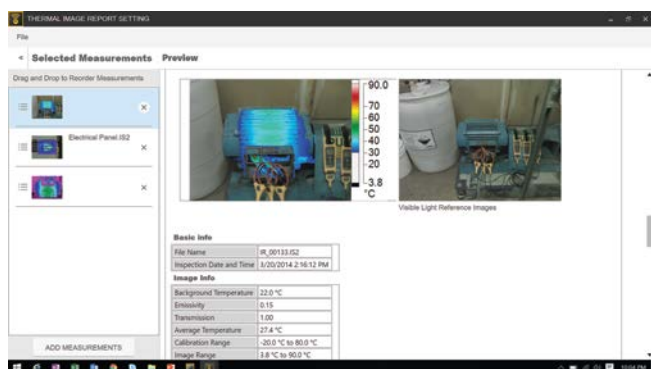 THERMAL IMAGE REPORT SETTING
File
< Selected Measurements Preview
Drag and Drop to Reorder Measurements
Electrical Panel.IS2
90.0
70
60
50
40
30
20
-3.8
°C
Visible Light Reference Images
Basic info
File Name IR_00133.IS2
Inspection Date and Time 3/20/2014 2:16:12 PM
Image Info
Background Temperature 22.0 °C
Emissivity 0.15
Transmission 1.00
Average Temperature 27.4 °C
Calibration Range -20.0 °C to 80.0 °C
Image Range 3.8 °C to 90.0 °C
ADD MEASUREMENTS
10:04 PM